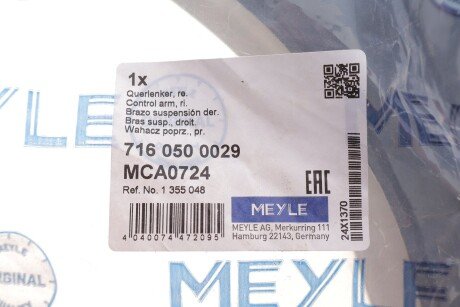 1x
Querlenker, re.
Control arm, ri.
Brazo suspensión der.
Bras susp., droit.
Wahacz poprz., pr.
716 050 0029
MCA0724
Ref. No. 1 355 048
EAC
24X1370
MEYLE
MEYLE AG, Merkurring 111
Hamburg 22143, Germany
4 040074 472095
MEYLE
MEYLE
ORIGINAL
MEYLE